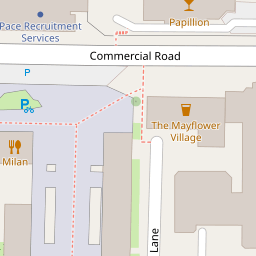 Pace Recruitment
Services
Papillion
Commercial Road
P
P
The Mayflower
Village
Milan
Lane